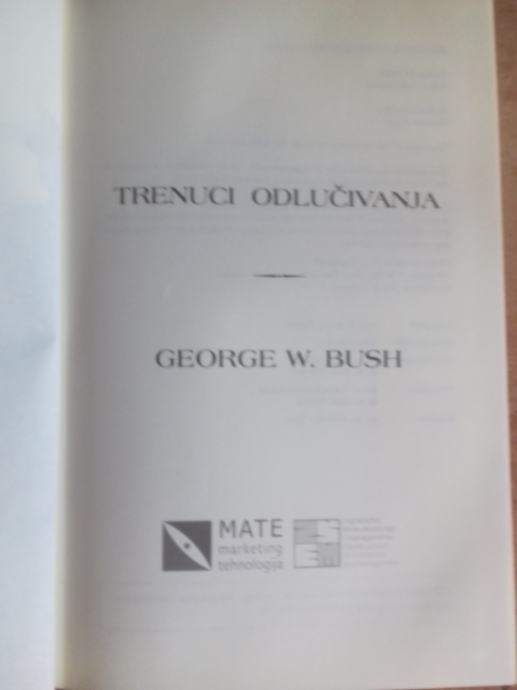 TRENUCI ODLUČIVANJA
GEORGE W. BUSH
MATE
marketing
tehnologija